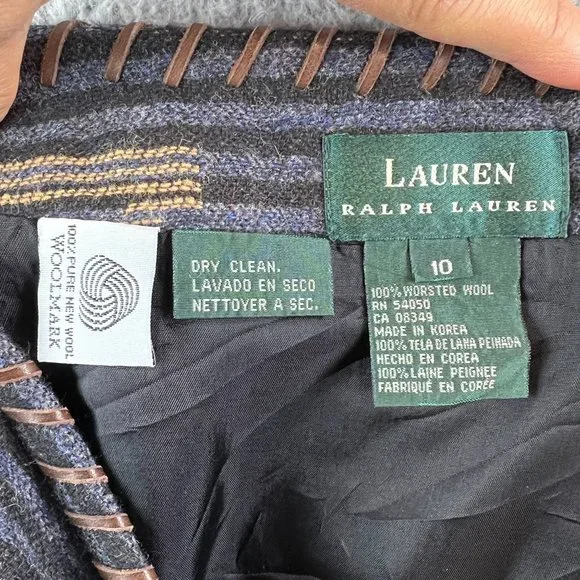 LAUREN
RALPH LAUREN
10
100% WORSTED WOOL
RN 54050
CA 08349
MADE IN KOREA
100% TELA DE LAHA PEIHADA
HECHO EN COREA
100% LAINE PEIGNEE
FABRIQUÉ EN CORÉE
DRY CLEAN.
LAVADO EN SECO
NETTOYER A SEC.
100% PURE NEW WOOL
WOOLMARK